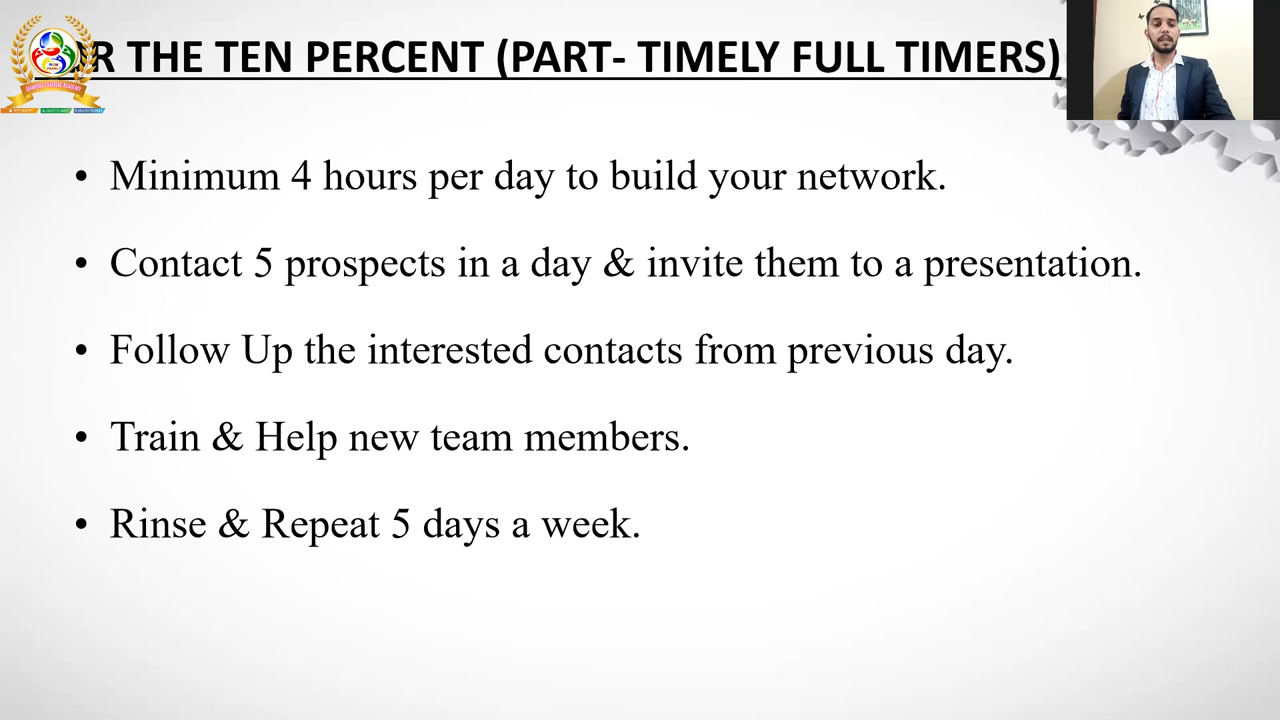 R THE TEN PERCENT (PART- TIMELY FULL TIMERS)
• Minimum 4 hours per day to build your network.
• Contact 5 prospects in a day & invite them to a presentation.
• Follow Up the interested contacts from previous day.
• Train & Help new team members.
• Rinse & Repeat 5 days a week.